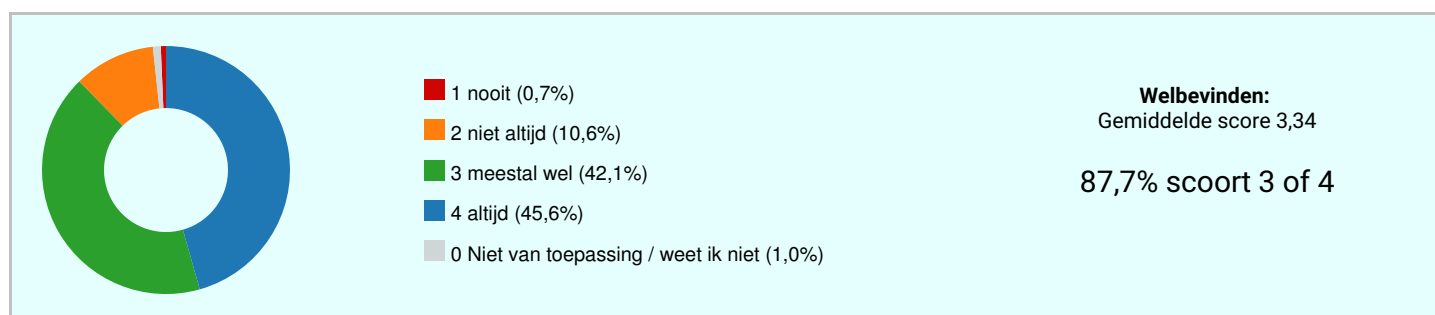 1 nooit (0,7%)
2 niet altijd (10,6%)
3 meestal wel (42,1%)
4 altijd (45,6%)
0 Niet van toepassing / weet ik niet (1,0%)
Welbevinden:
Gemiddelde score 3,34
87,7% scoort 3 of 4